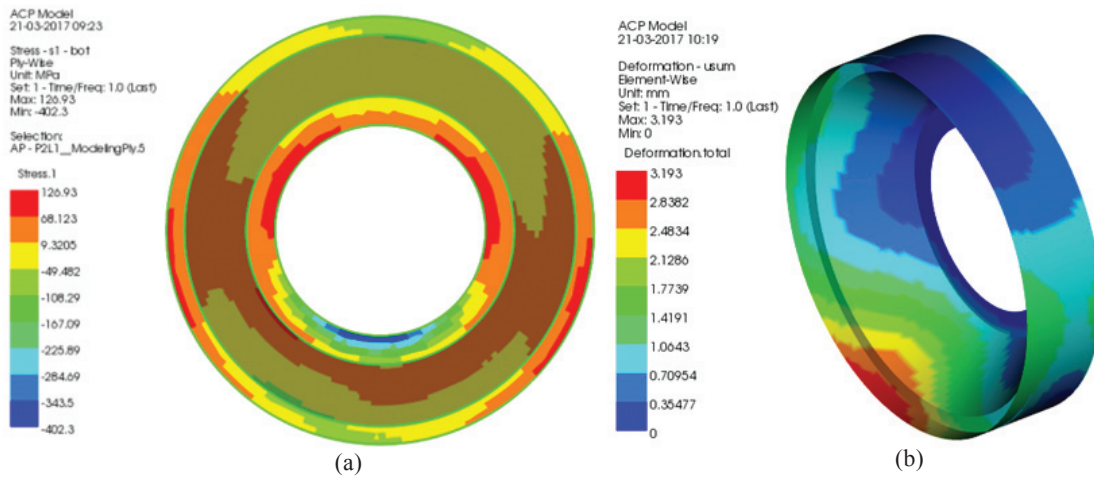 ACP Model
21-03-2017 09:23
Stress - s1 - bot
Ply-Wise
Unit: MPa
Set: 1 - Time/Freq: 1.0 (Last)
Max: 126.93
Min: -402.3
Selection:
AP - P2L1__ModelingPly.5
Stress.1
126.93
68.123
9.3205
-49.482
-108.29
-167.09
-225.89
-284.69
-343.5
-402.3
(a)
ACP Model
21-03-2017 10:19
Deformation - usum
Element-Wise
Unit: mm
Set: 1 - Time/Freq: 1.0 (Last)
Max: 3.193
Min: 0
Deformation.total
3.193
2.8382
2.4834
2.1286
1.7739
1.4191
1.0643
0.70954
0.35477
0
(b)